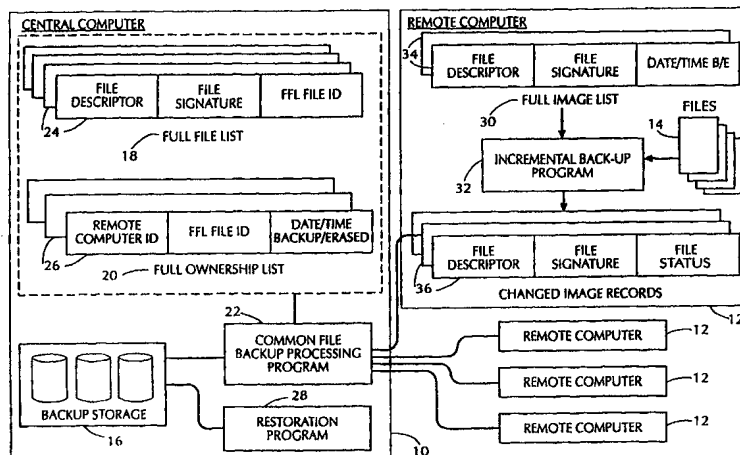 CENTRAL COMPUTER
FILE DESCRIPTOR
FILE SIGNATURE
FFL FILE ID
24
18
FULL FILE LIST
REMOTE COMPUTER ID
FFL FILE ID
DATE/TIME BACKUP/ERASED
26
20
FULL OWNERSHIP LIST
22
COMMON FILE
BACKUP PROCESSING
PROGRAM
BACKUP STORAGE
16
28
RESTORATION
PROGRAM
10
REMOTE COMPUTER
34
FILE DESCRIPTOR
FILE SIGNATURE
DATE/TIME B/E
30
FULL IMAGE LIST
14
FILES
32
INCREMENTAL BACK-UP
PROGRAM
FILE DESCRIPTOR
FILE SIGNATURE
FILE STATUS
36
CHANGED IMAGE RECORDS
12
REMOTE COMPUTER
12
REMOTE COMPUTER
12
REMOTE COMPUTER
12